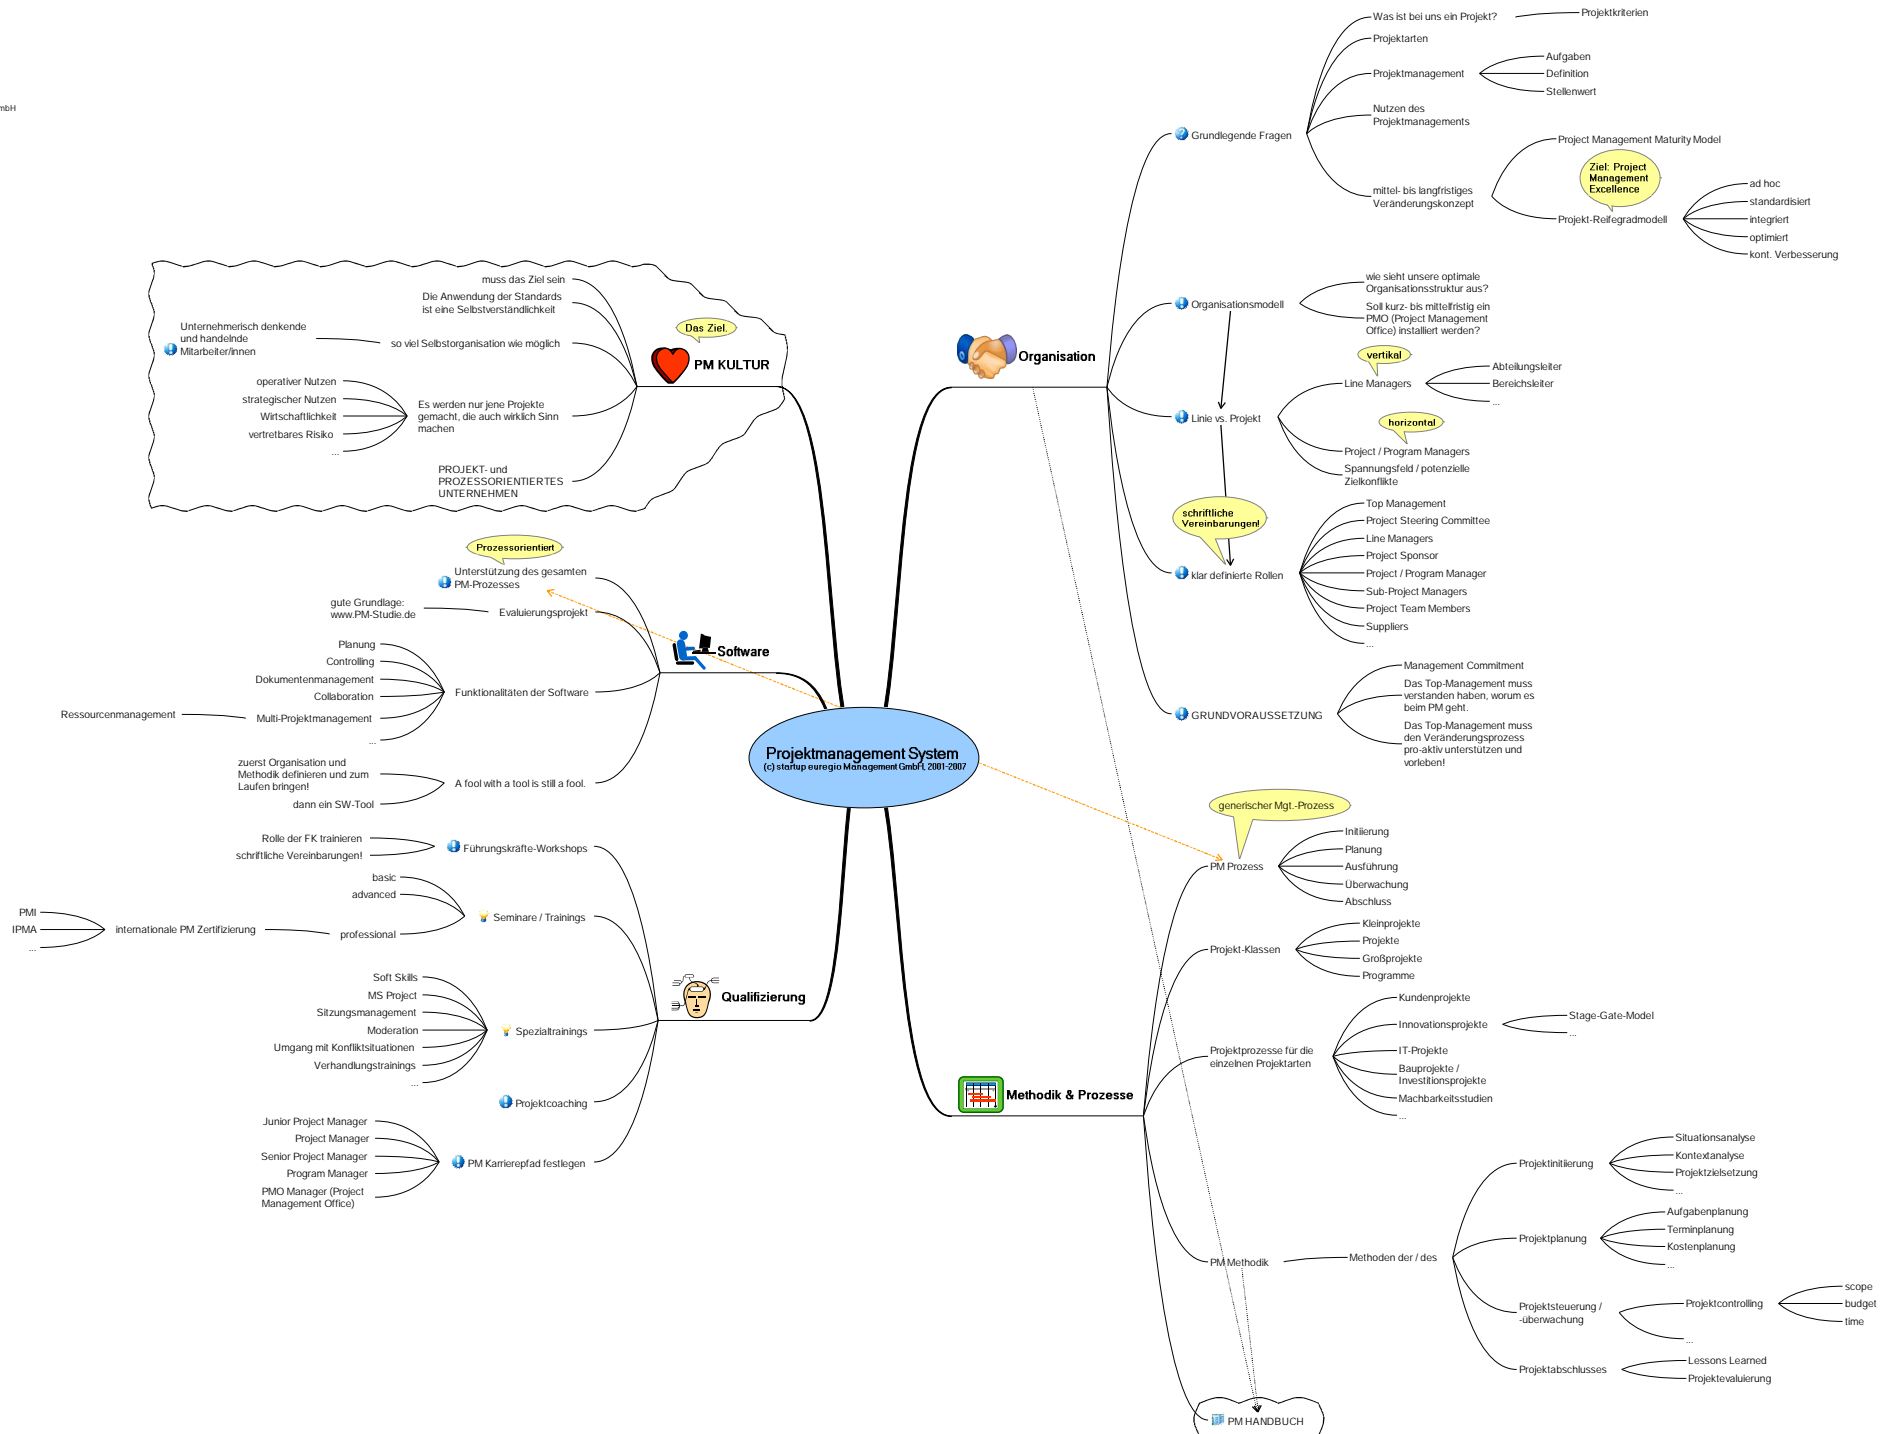 mbH
Projektmanagement System
(c) startup euregio Management GmbH, 2001-2007
Organisation
Grundlegende Fragen
Was ist bei uns ein Projekt?
Projektkriterien
Projektarten
Projektmanagement
Aufgaben
Definition
Stellenwert
Nutzen des
Projektmanagements
mittel- bis langfristiges
Veränderungskonzept
Project Management Maturity Model
Ziel: Project
Management
Excellence
Projekt-Reifegradmodell
ad hoc
standardisiert
integriert
optimiert
kont. Verbesserung
Organisationsmodell
wie sieht unsere optimale
Organisationsstruktur aus?
Soll kurz- bis mittelfristig ein
PMO (Project Management
Office) installiert werden?
Linie vs. Projekt
vertikal
Line Managers
Abteilungsleiter
Bereichsleiter
...
horizontal
Project / Program Managers
Spannungsfeld / potenzielle
Zielkonflikte
schriftliche
Vereinbarungen!
klar definierte Rollen
Top Management
Project Steering Committee
Line Managers
Project Sponsor
Project / Program Manager
Sub-Project Managers
Project Team Members
Suppliers
...
GRUNDVORAUSSETZUNG
Management Commitment
Das Top-Management muss
verstanden haben, worum es
beim PM geht.
Das Top-Management muss
den Veränderungsprozess
pro-aktiv unterstützen und
vorleben!
Methodik & Prozesse
generischer Mgt.-Prozess
PM Prozess
Initiierung
Planung
Ausführung
Überwachung
Abschluss
Projekt-Klassen
Kleinprojekte
Projekte
Großprojekte
Programme
Projektprozesse für die
einzelnen Projektarten
Kundenprojekte
Innovationsprojekte
Stage-Gate-Model
...
IT-Projekte
Bauprojekte /
Investitionsprojekte
Machbarkeitsstudien
...
PM Methodik
Methoden der / des
Projektinitiierung
Situationsanalyse
Kontextanalyse
Projektzielsetzung
...
Projektplanung
Aufgabenplanung
Terminplanung
Kostenplanung
...
Projektsteuerung /
-überwachung
Projektcontrolling
scope
budget
time
...
Projektabschlusses
Lessons Learned
Projektevaluierung
PM HANDBUCH
PM KULTUR
Das Ziel.
muss das Ziel sein
Die Anwendung der Standards
ist eine Selbstverständlichkeit
so viel Selbstorganisation wie möglich
Unternehmerisch denkende
und handelnde
Mitarbeiter/innen
Es werden nur jene Projekte
gemacht, die auch wirklich Sinn
machen
operativer Nutzen
strategischer Nutzen
Wirtschaftlichkeit
vertretbares Risiko
...
PROJEKT- und
PROZESSORIENTIERTES
UNTERNEHMEN
Software
Prozessorientiert
Unterstützung des gesamten
PM-Prozesses
Evaluierungsprojekt
gute Grundlage:
www.PM-Studie.de
Funktionalitäten der Software
Planung
Controlling
Dokumentenmanagement
Collaboration
Multi-Projektmanagement
Ressourcenmanagement
...
A fool with a tool is still a fool.
zuerst Organisation und
Methodik definieren und zum
Laufen bringen!
dann ein SW-Tool
Qualifizierung
Führungskräfte-Workshops
Rolle der FK trainieren
schriftliche Vereinbarungen!
Seminare / Trainings
basic
advanced
professional
internationale PM Zertifizierung
PMI
IPMA
...
Spezialtrainings
Soft Skills
MS Project
Sitzungsmanagement
Moderation
Umgang mit Konfliktsituationen
Verhandlungstrainings
...
Projektcoaching
PM Karrierepfad festlegen
Junior Project Manager
Project Manager
Senior Project Manager
Program Manager
PMO Manager (Project
Management Office)